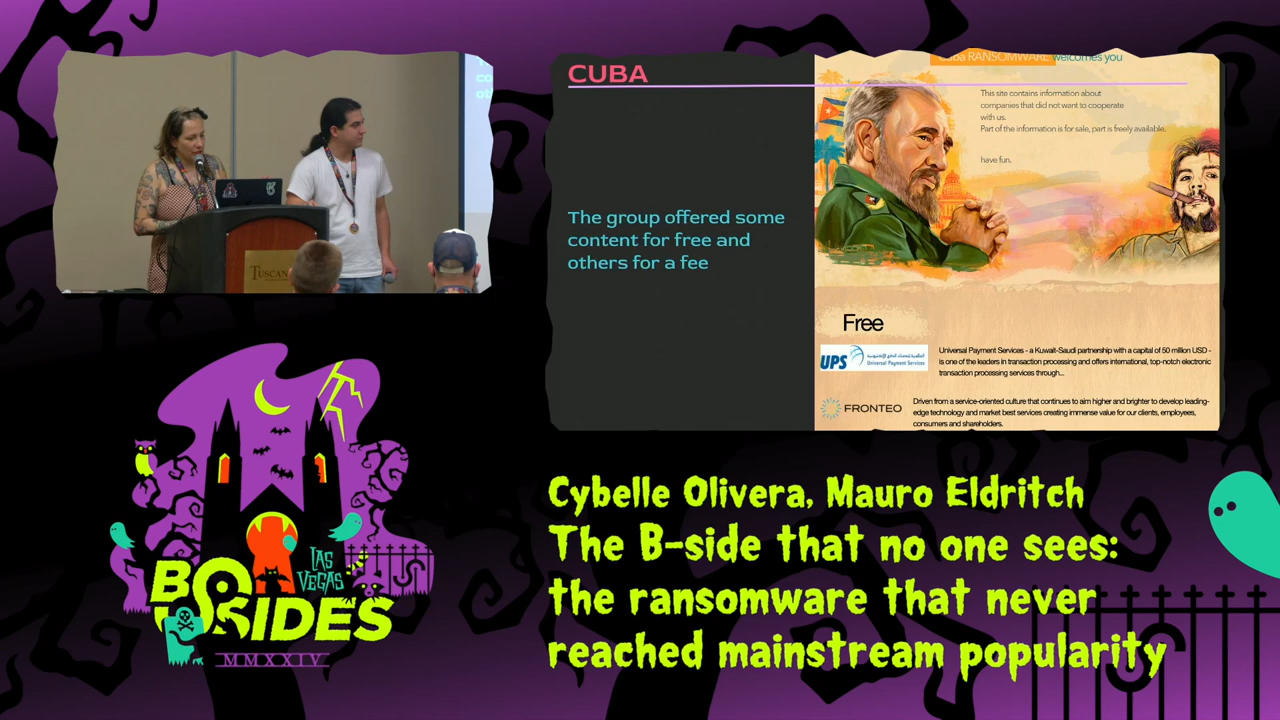 CUBA
The group offered some
content for free and
others for a fee
Cuba RANSOMWARE welcomes you
This site contains information about
companies that did not want to cooperate
with us.
Part of the information is for sale, part is freely available.
have fun.
Free
UPS
Universal Payment Services
Universal Payment Services - a Kuwait-Saudi partnership with a capital of 50 million USD -
is one of the leaders in transaction processing and offers international, top-notch electronic
transaction processing services through...
FRONTEO
Driven from a service-oriented culture that continues to aim higher and brighter to develop leading-
edge technology and market best services creating immense value for our clients, employees,
consumers and shareholders.
TUSCAN
LAS
VEGAS
BSIDES
MMXXIV
Cybelle Olivera, Mauro Eldritch
The B-side that no one sees:
the ransomware that never
reached mainstream popularity